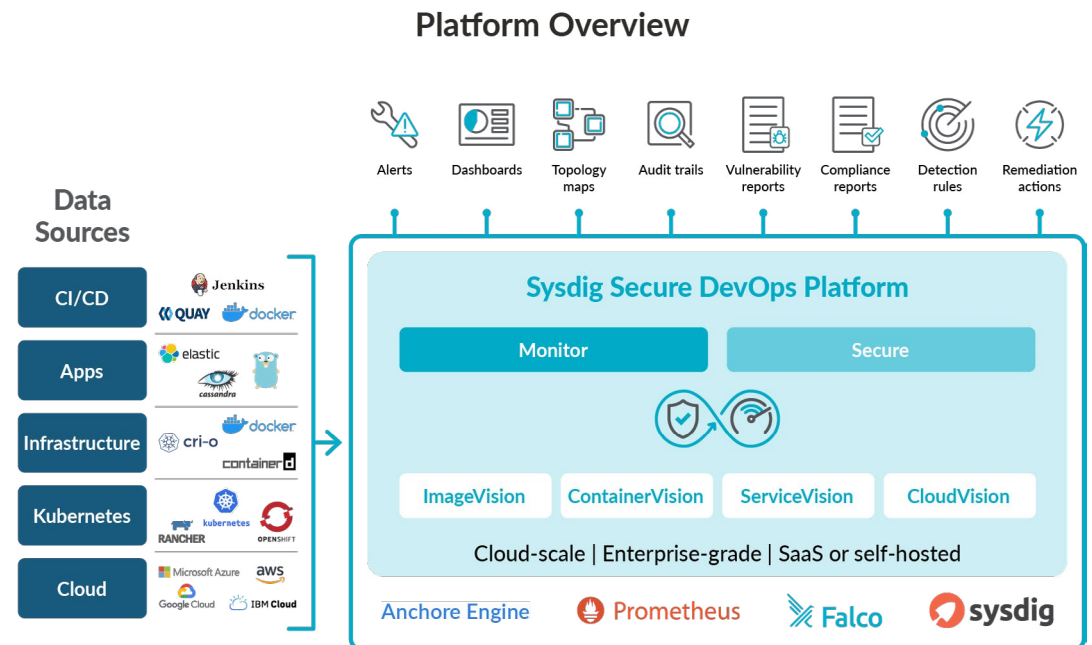 Platform Overview
Alerts
Dashboards
Topology
maps
Audit trails
Vulnerability
reports
Compliance
reports
Detection
rules
Remediation
actions
Data
Sources
CI/CD
Jenkins
QUAY
docker
Apps
elastic
cassandra
Infrastructure
docker
cri-o
containerd
Kubernetes
kubernetes
RANCHER
OPENSHIFT
Cloud
Microsoft Azure
aws
Google Cloud
IBM Cloud
Sysdig Secure DevOps Platform
Monitor
Secure
ImageVision
ContainerVision
ServiceVision
CloudVision
Cloud-scale | Enterprise-grade | SaaS or self-hosted
Anchore Engine
Prometheus
Falco
sysdig